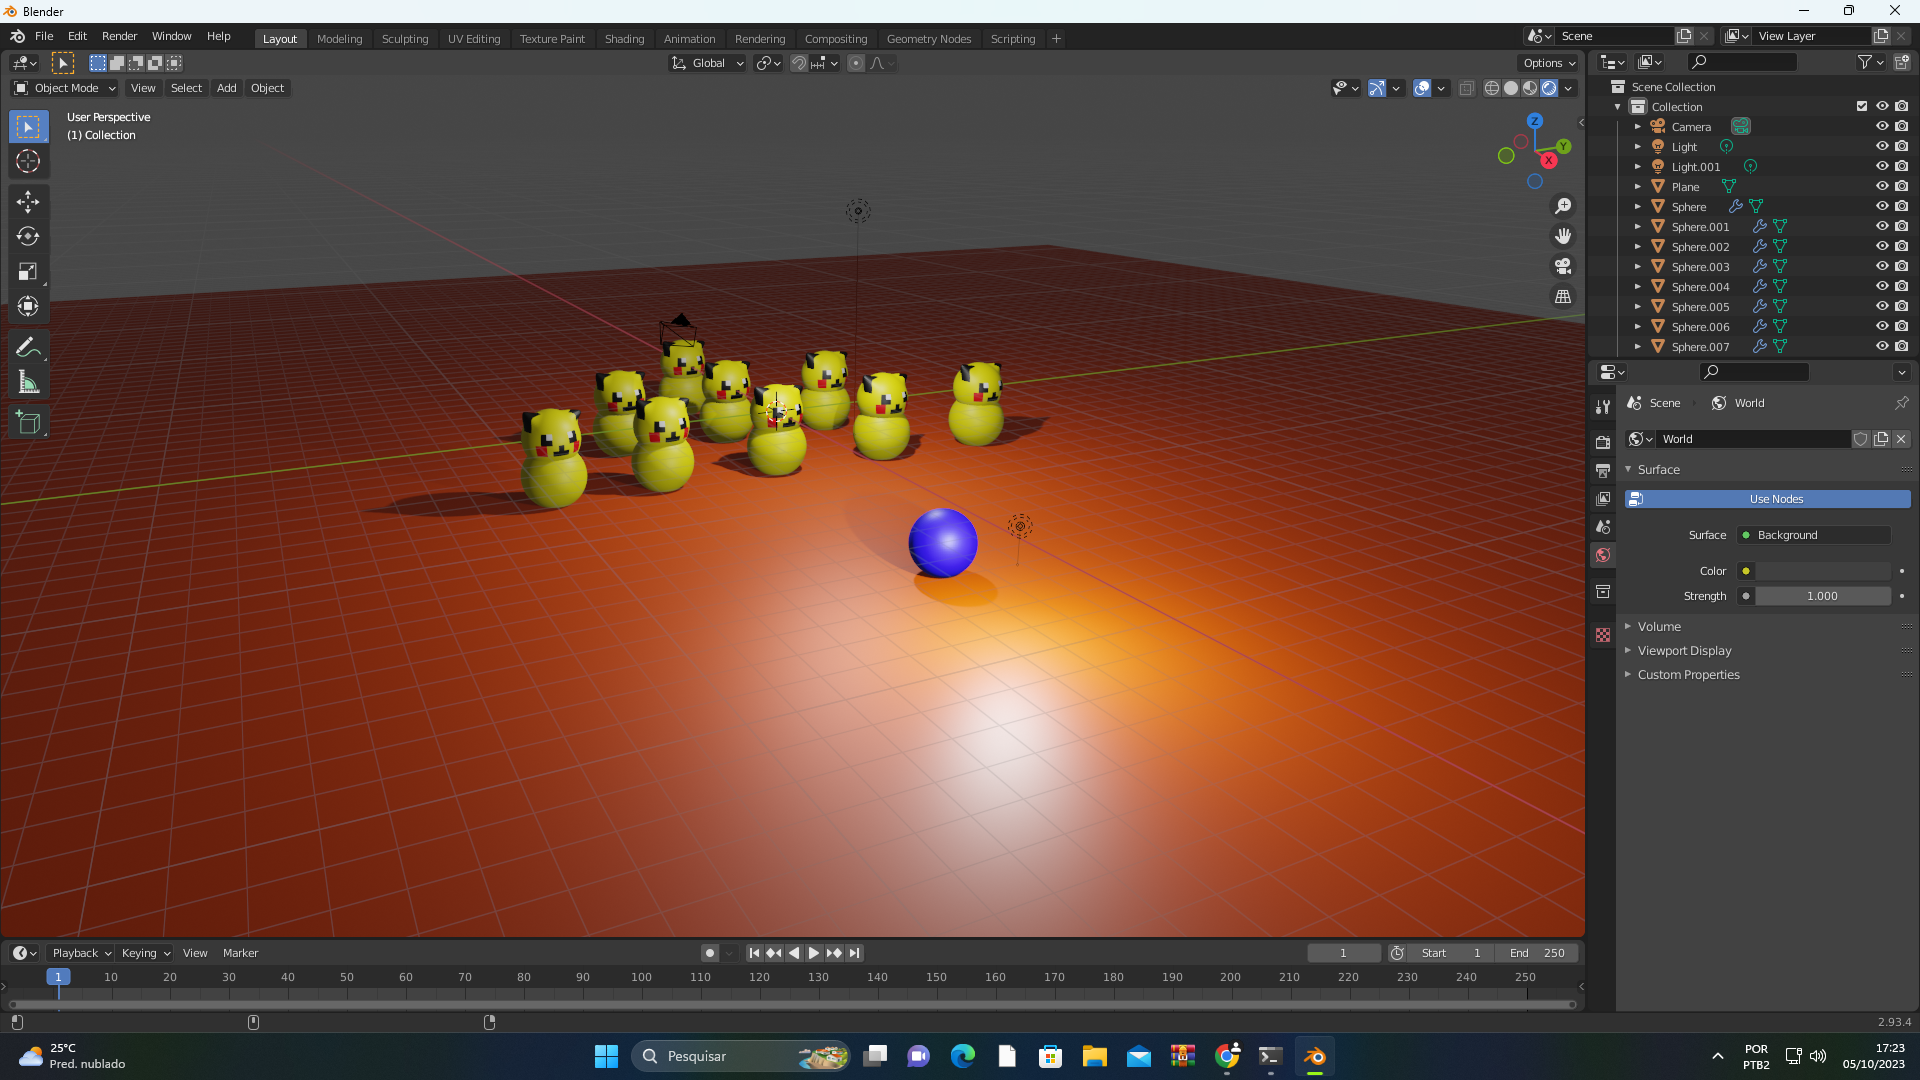 Blender
File Edit Render Window Help
Layout Modeling Sculpting UV Editing Texture Paint Shading Animation Rendering Compositing Geometry Nodes Scripting +
Scene
View Layer
Global
Options
Object Mode View Select Add Object
User Perspective
(1) Collection
Z
Y
X
Scene Collection
Collection
Camera
Light
Light.001
Plane
Sphere
Sphere.001
Sphere.002
Sphere.003
Sphere.004
Sphere.005
Sphere.006
Sphere.007
Scene World
World
Surface
Use Nodes
Surface Background
Color
Strength 1.000
Volume
Viewport Display
Custom Properties
Playback Keying View Marker
1 Start 1 End 250
1 10 20 30 40 50 60 70 80 90 100 110 120 130 140 150 160 170 180 190 200 210 220 230 240 250
2.93.4
25°C
Pred. nublado
Pesquisar
POR
PTB2
17:23
05/10/2023